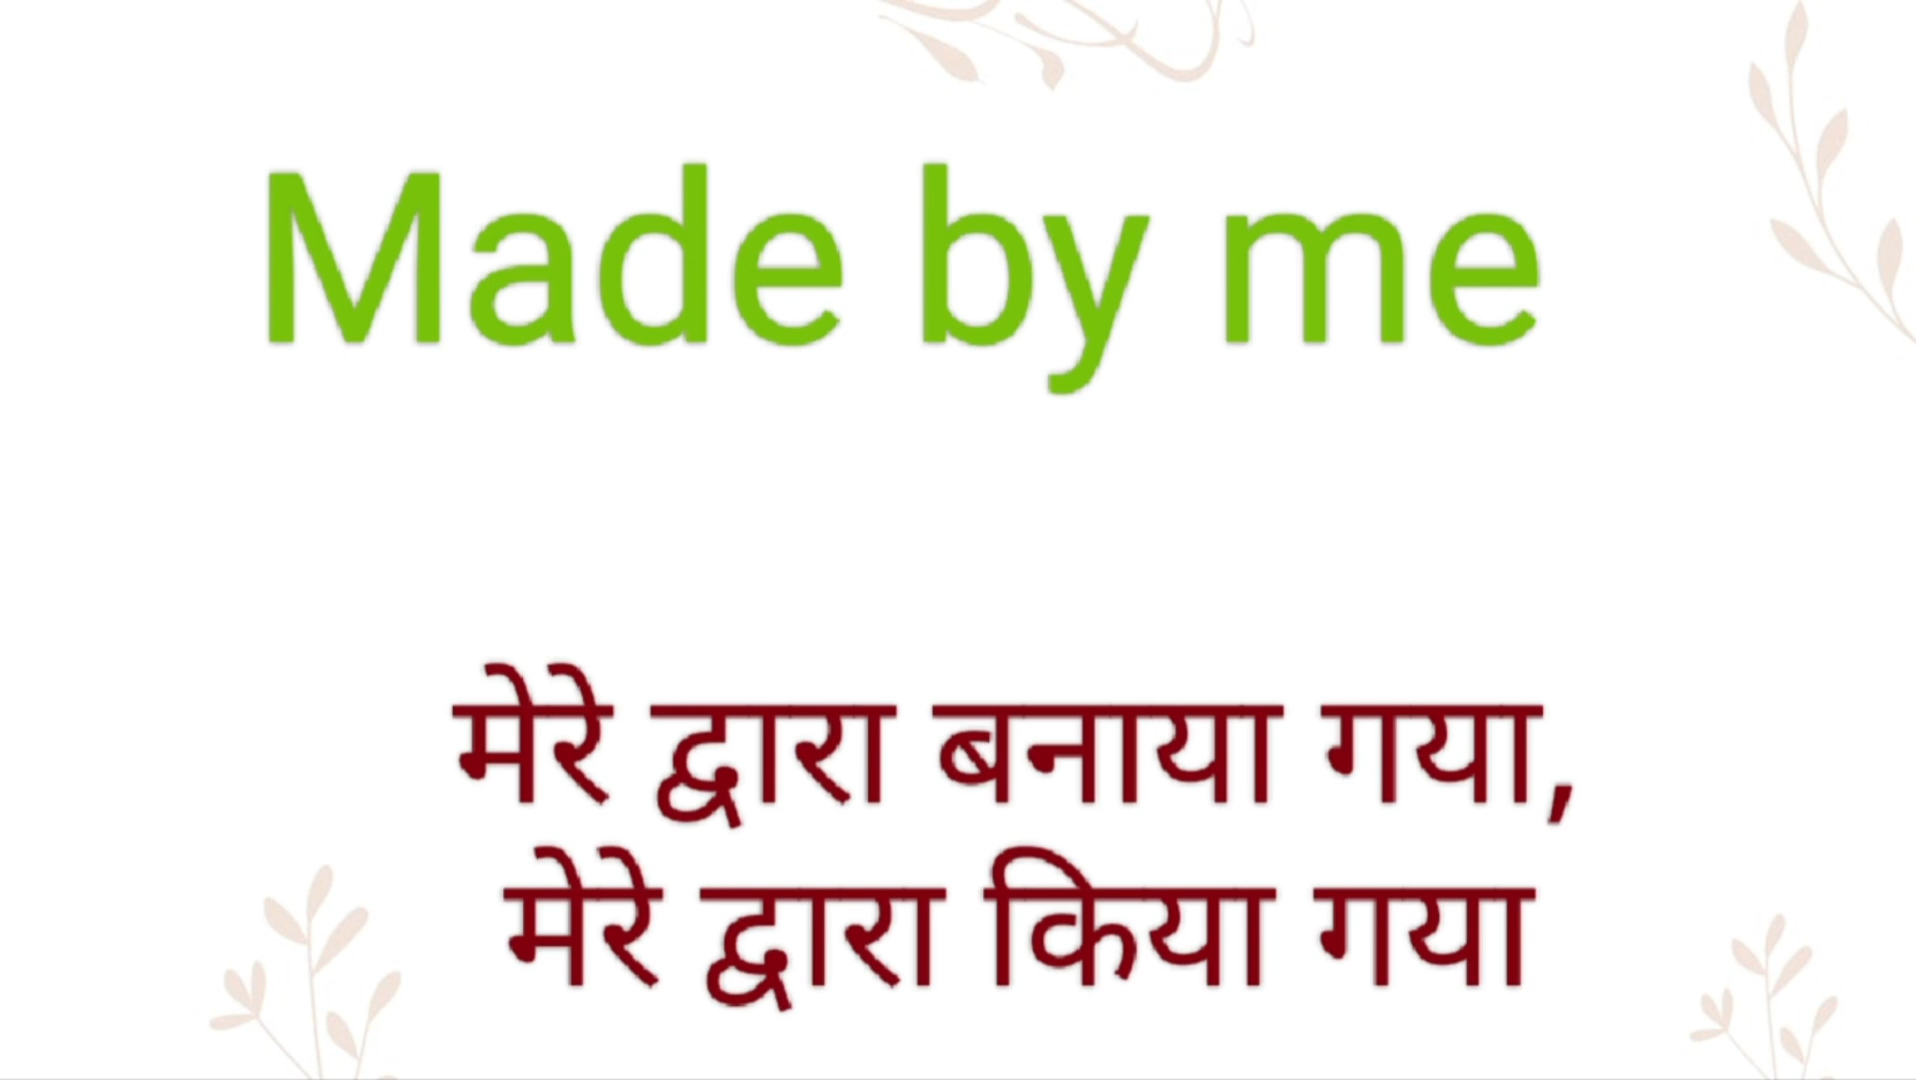 Made by me
मेरे द्वारा बनाया गया,
मेरे द्वारा किया गया